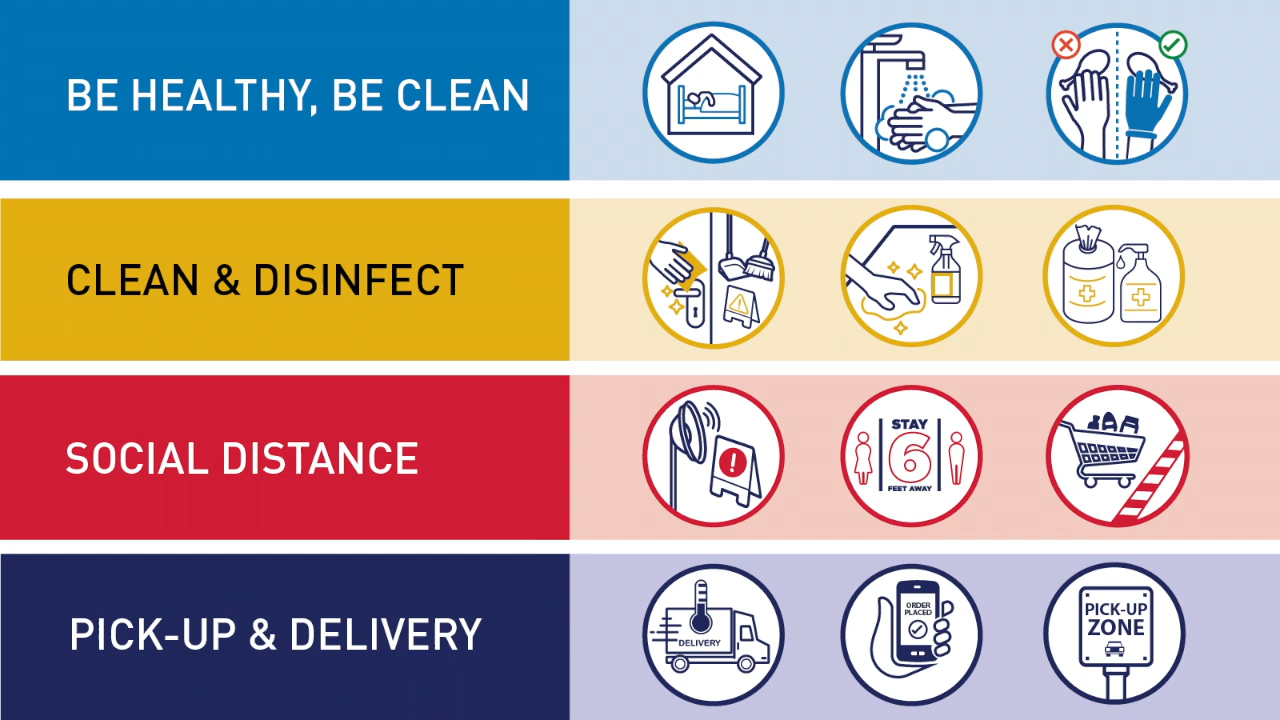 BE HEALTHY, BE CLEAN
CLEAN & DISINFECT
SOCIAL DISTANCE
STAY
6
FEET AWAY
PICK-UP & DELIVERY
DELIVERY
ORDER
PLACED
PICK-UP
ZONE